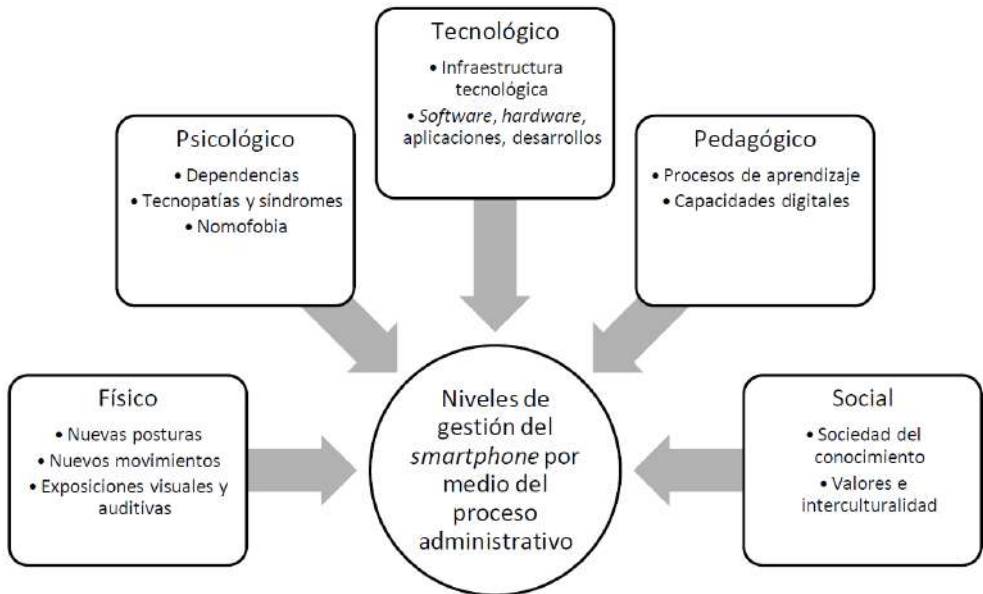 Tecnológico
• Infraestructura
tecnológica
• Software, hardware,
aplicaciones, desarrollos
Psicológico
• Dependencias
• Tecnopatías y síndromes
• Nomofobia
Pedagógico
• Procesos de aprendizaje
• Capacidades digitales
Físico
• Nuevas posturas
• Nuevos movimientos
• Exposiciones visuales y
auditivas
Niveles de
gestión del
smartphone por
medio del
proceso
administrativo
Social
• Sociedad del
conocimiento
• Valores e
interculturalidad